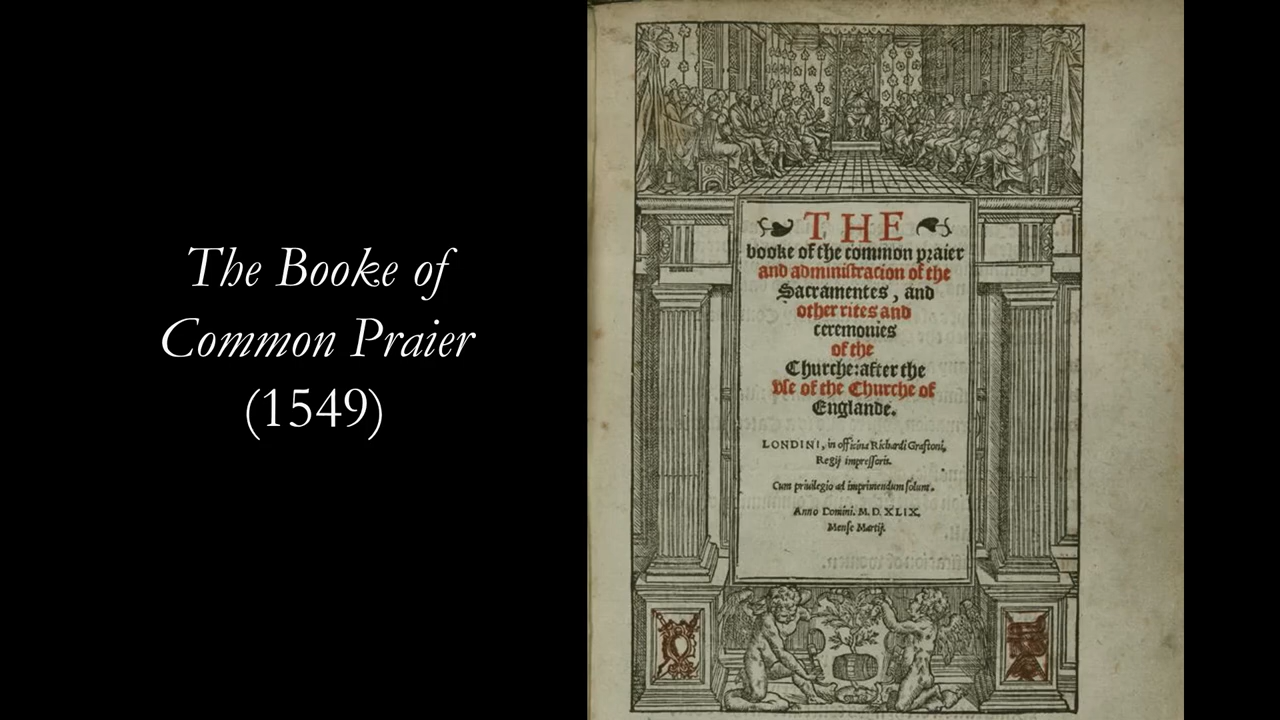 The Booke of
Common Praier
(1549)
THE
booke of the common praier
and administracion of the
Sacramentes, and
other rites and
ceremonies
of the
Churche: after the
vse of the Churche of
Englande.
LONDINI, in officina Richardi Graftoni,
Regij impressoris.
Cum priuilegio ad imprimendum solum.
Anno Domini. M.D.XLIX.
Mense Martij.